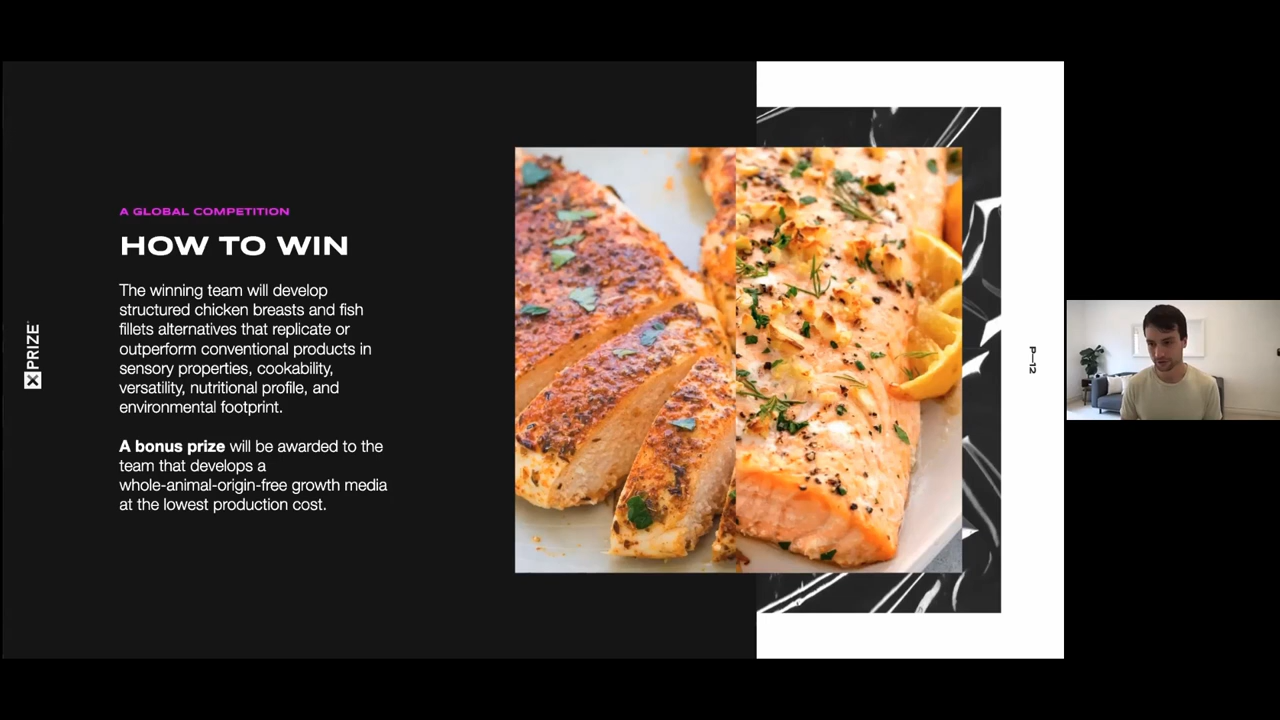 A GLOBAL COMPETITION
HOW TO WIN
The winning team will develop
structured chicken breasts and fish
fillets alternatives that replicate or
outperform conventional products in
sensory properties, cookability,
versatility, nutritional profile, and
environmental footprint.
A bonus prize will be awarded to the
team that develops a
whole-animal-origin-free growth media
at the lowest production cost.
XPRIZE
P—12